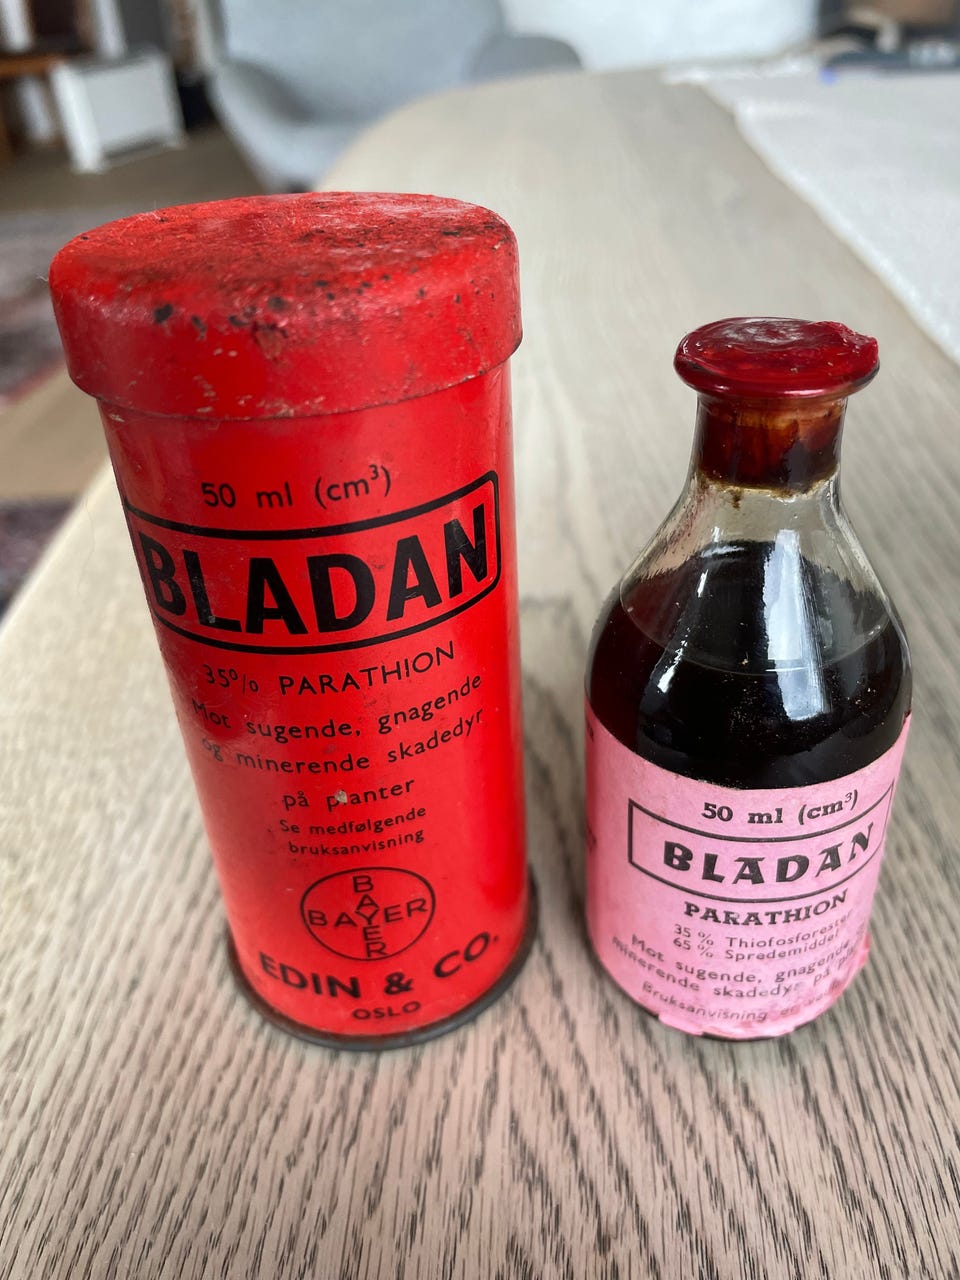 50 ml (cm³)
BLADAN
35% PARATHION
Mot sugende, gnagende
og minerende skadedyr
på planter
Se medfølgende
bruksanvisning
BAYER
BAYER
EDIN & CO.
OSLO
50 ml (cm³)
BLADAN
PARATHION
35 % Thiofosforester
65 % Spredemiddel
Mot sugende, gnagende
minerende skadedyr på
Bruksanvisning